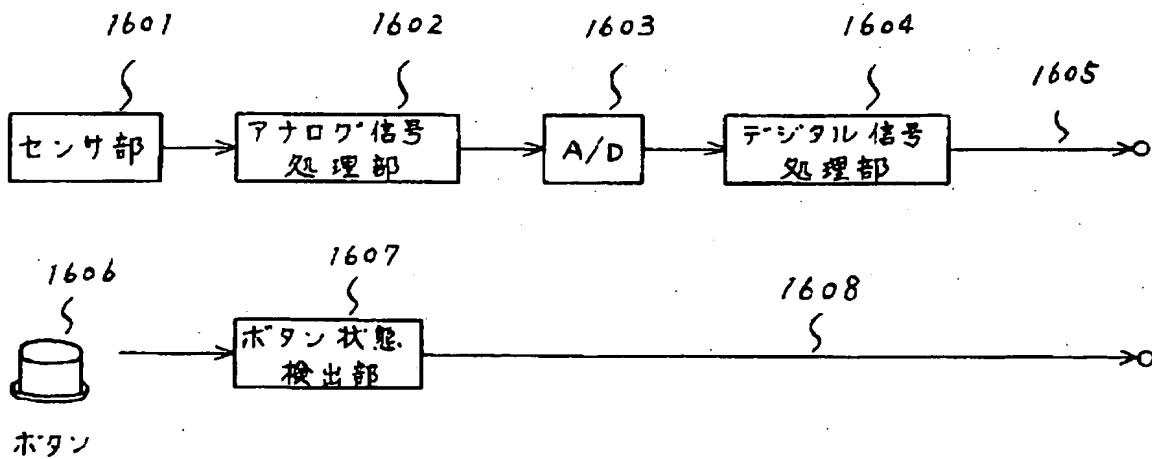 1601
1602
1603
1604
1605
センサ部
アナログ信号
処理部
A/D
デジタル信号
処理部
1606
1607
1608
ボタン状態
検出部
ボタン